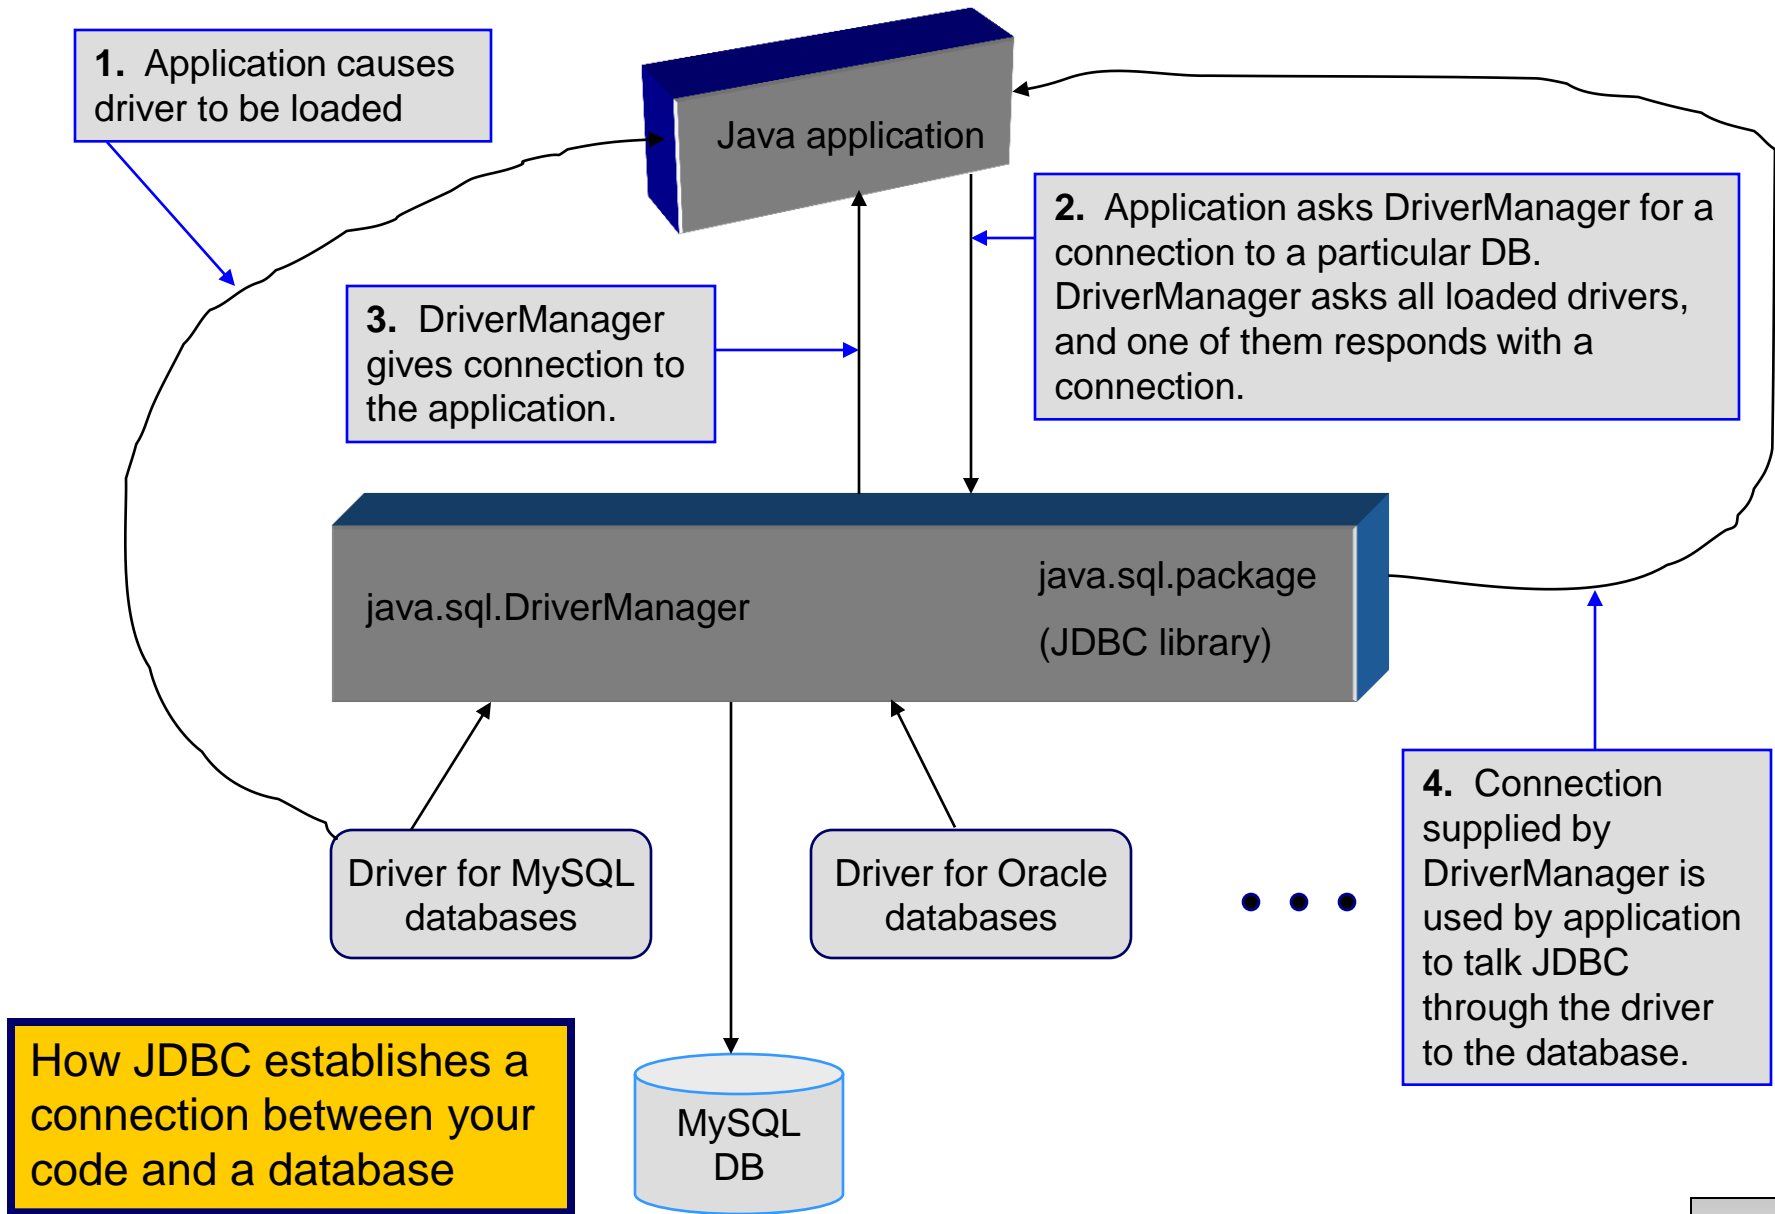 1. Application causes
driver to be loaded
Java application
2. Application asks DriverManager for a
connection to a particular DB.
DriverManager asks all loaded drivers,
and one of them responds with a
connection.
3. DriverManager
gives connection to
the application.
java.sql.DriverManager
java.sql.package
(JDBC library)
Driver for MySQL
databases
Driver for Oracle
databases
4. Connection
supplied by
DriverManager is
used by application
to talk JDBC
through the driver
to the database.
How JDBC establishes a
connection between your
code and a database
MySQL
DB